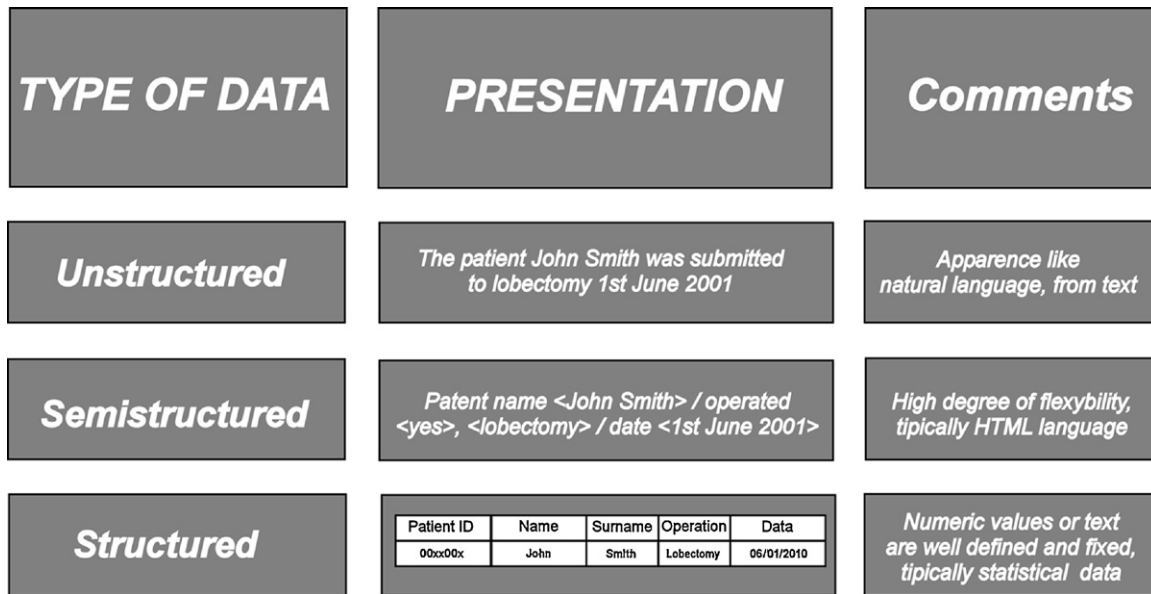 TYPE OF DATA
PRESENTATION
Comments
Unstructured
The patient John Smith was submitted
to lobectomy 1st June 2001
Apparence like
natural language, from text
Semistructured
Patent name <John Smith> / operated
<yes>, <lobectomy> / date <1st June 2001>
High degree of flexybility,
tipically HTML language
Structured
Patient ID Name Surname Operation Data
00xx00x John Smith Lobectomy 06/01/2010
Numeric values or text
are well defined and fixed,
tipically statistical data